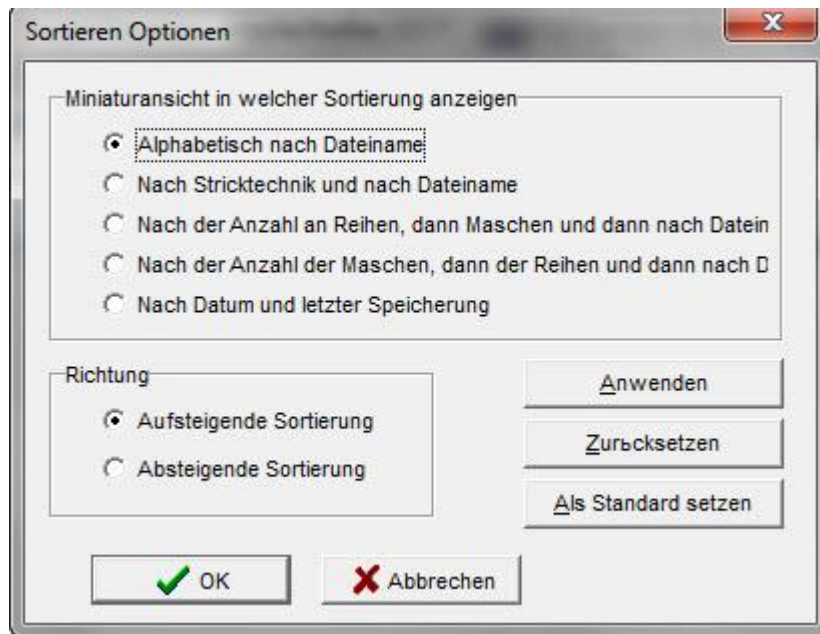 Sortieren Optionen
Miniaturansicht in welcher Sortierung anzeigen
Alphabetisch nach Dateiname
Nach Stricktechnik und nach Dateiname
Nach der Anzahl an Reihen, dann Maschen und dann nach Datein
Nach der Anzahl der Maschen, dann der Reihen und dann nach D
Nach Datum und letzter Speicherung
Richtung
Aufsteigende Sortierung
Absteigende Sortierung
Anwenden
Zurьcksetzen
Als Standard setzen
OK
Abbrechen